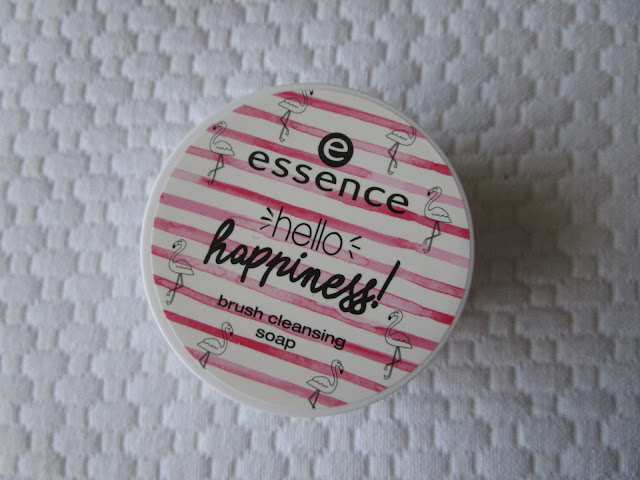 e
essence
hello
happiness!
brush cleansing
soap